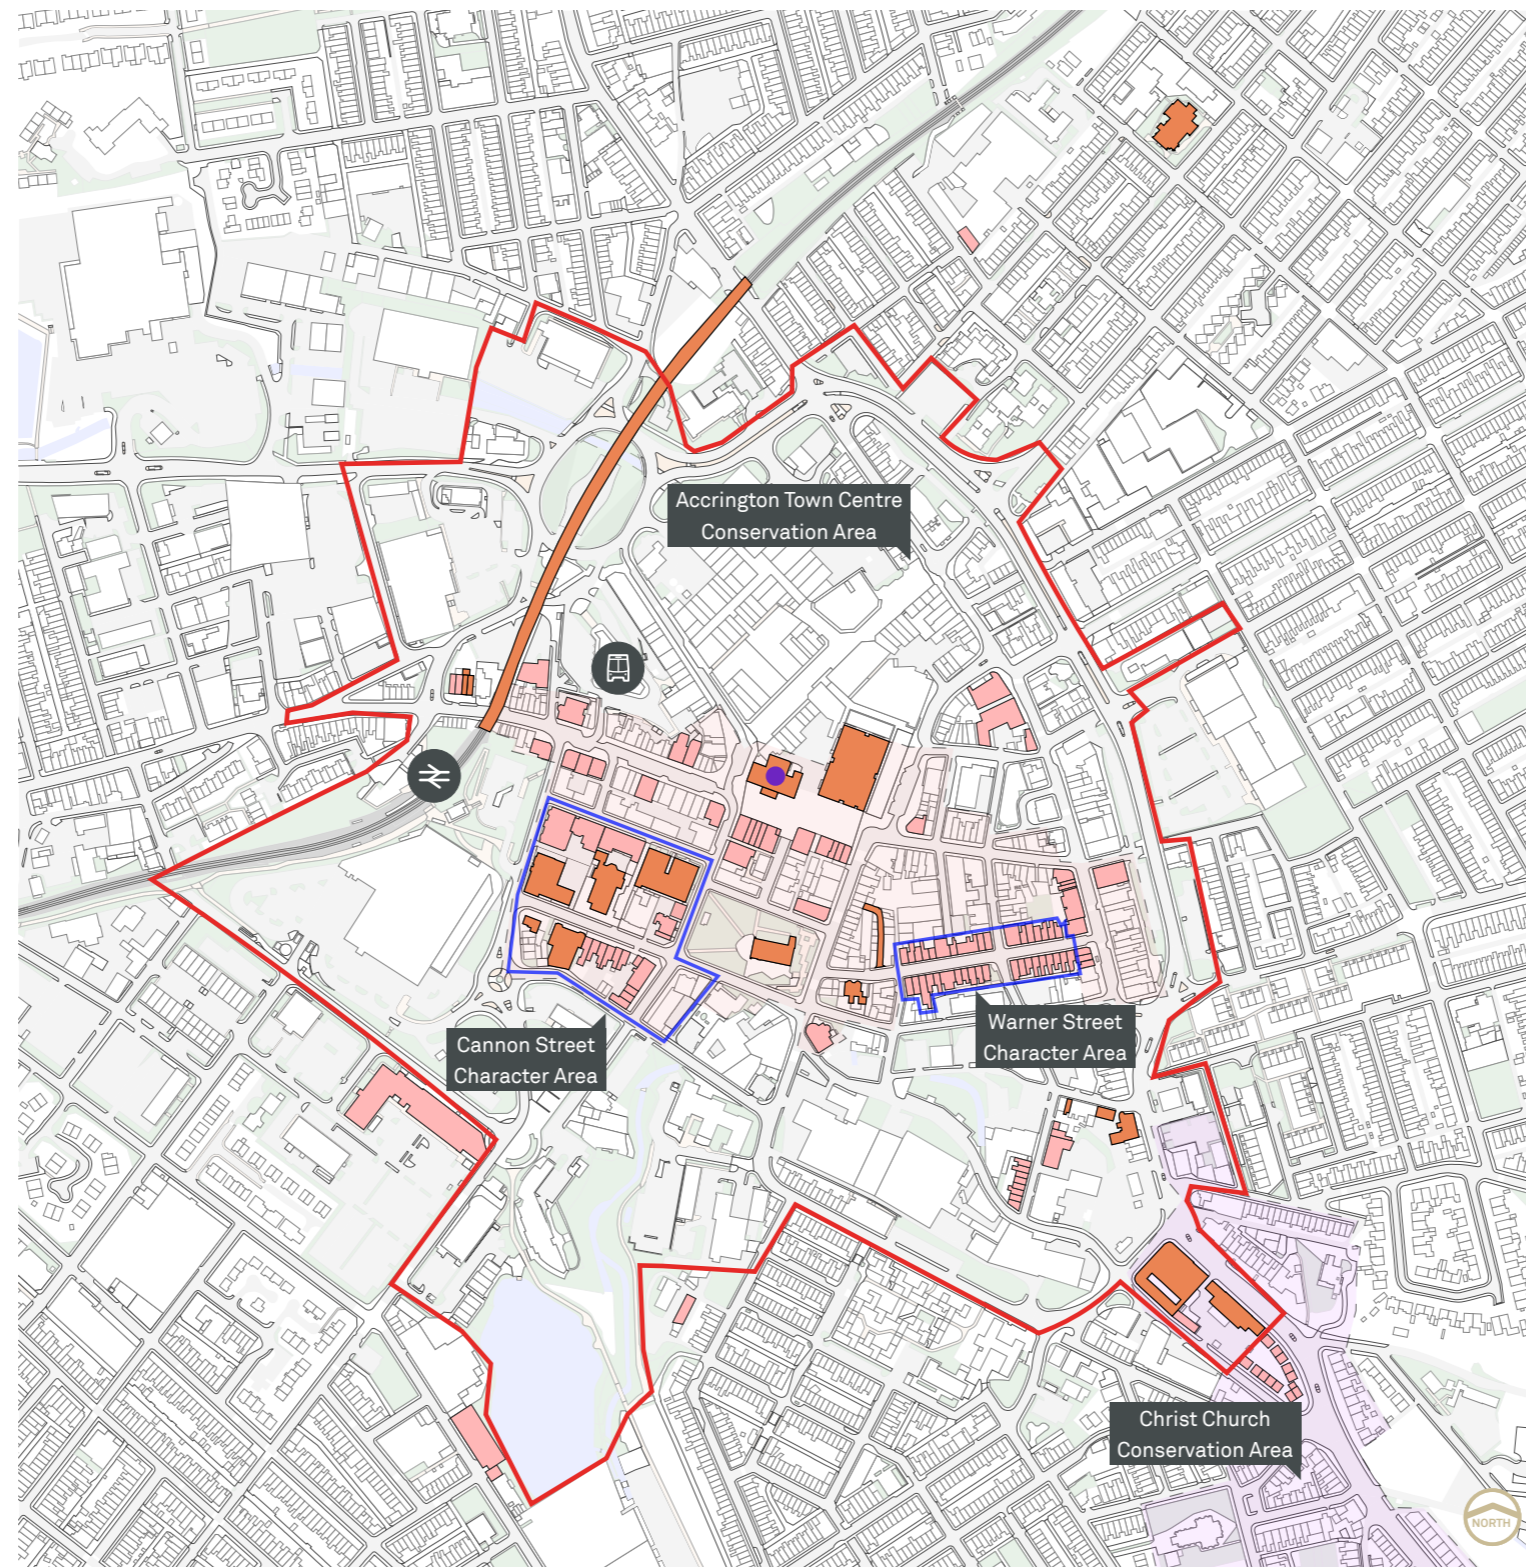 Accrington Town Centre
Conservation Area
Cannon Street
Character Area
Warner Street
Character Area
Christ Church
Conservation Area
NORTH